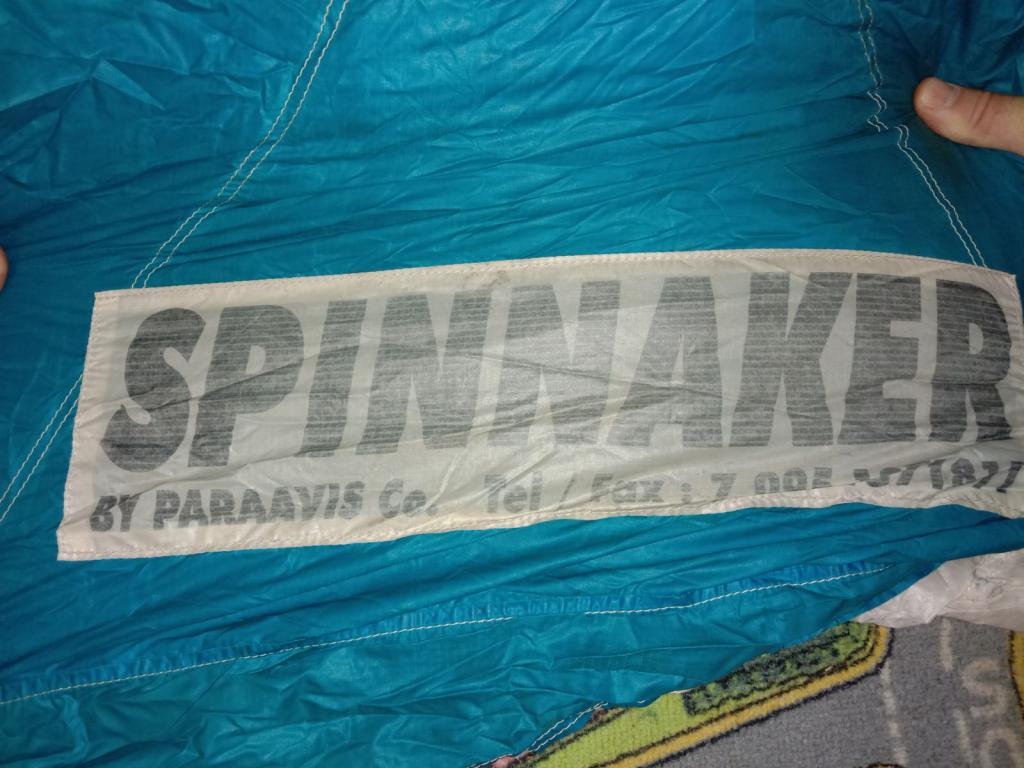 SPINNAKER
BY PARAAVIS Co. Tel / Fax : 7 095